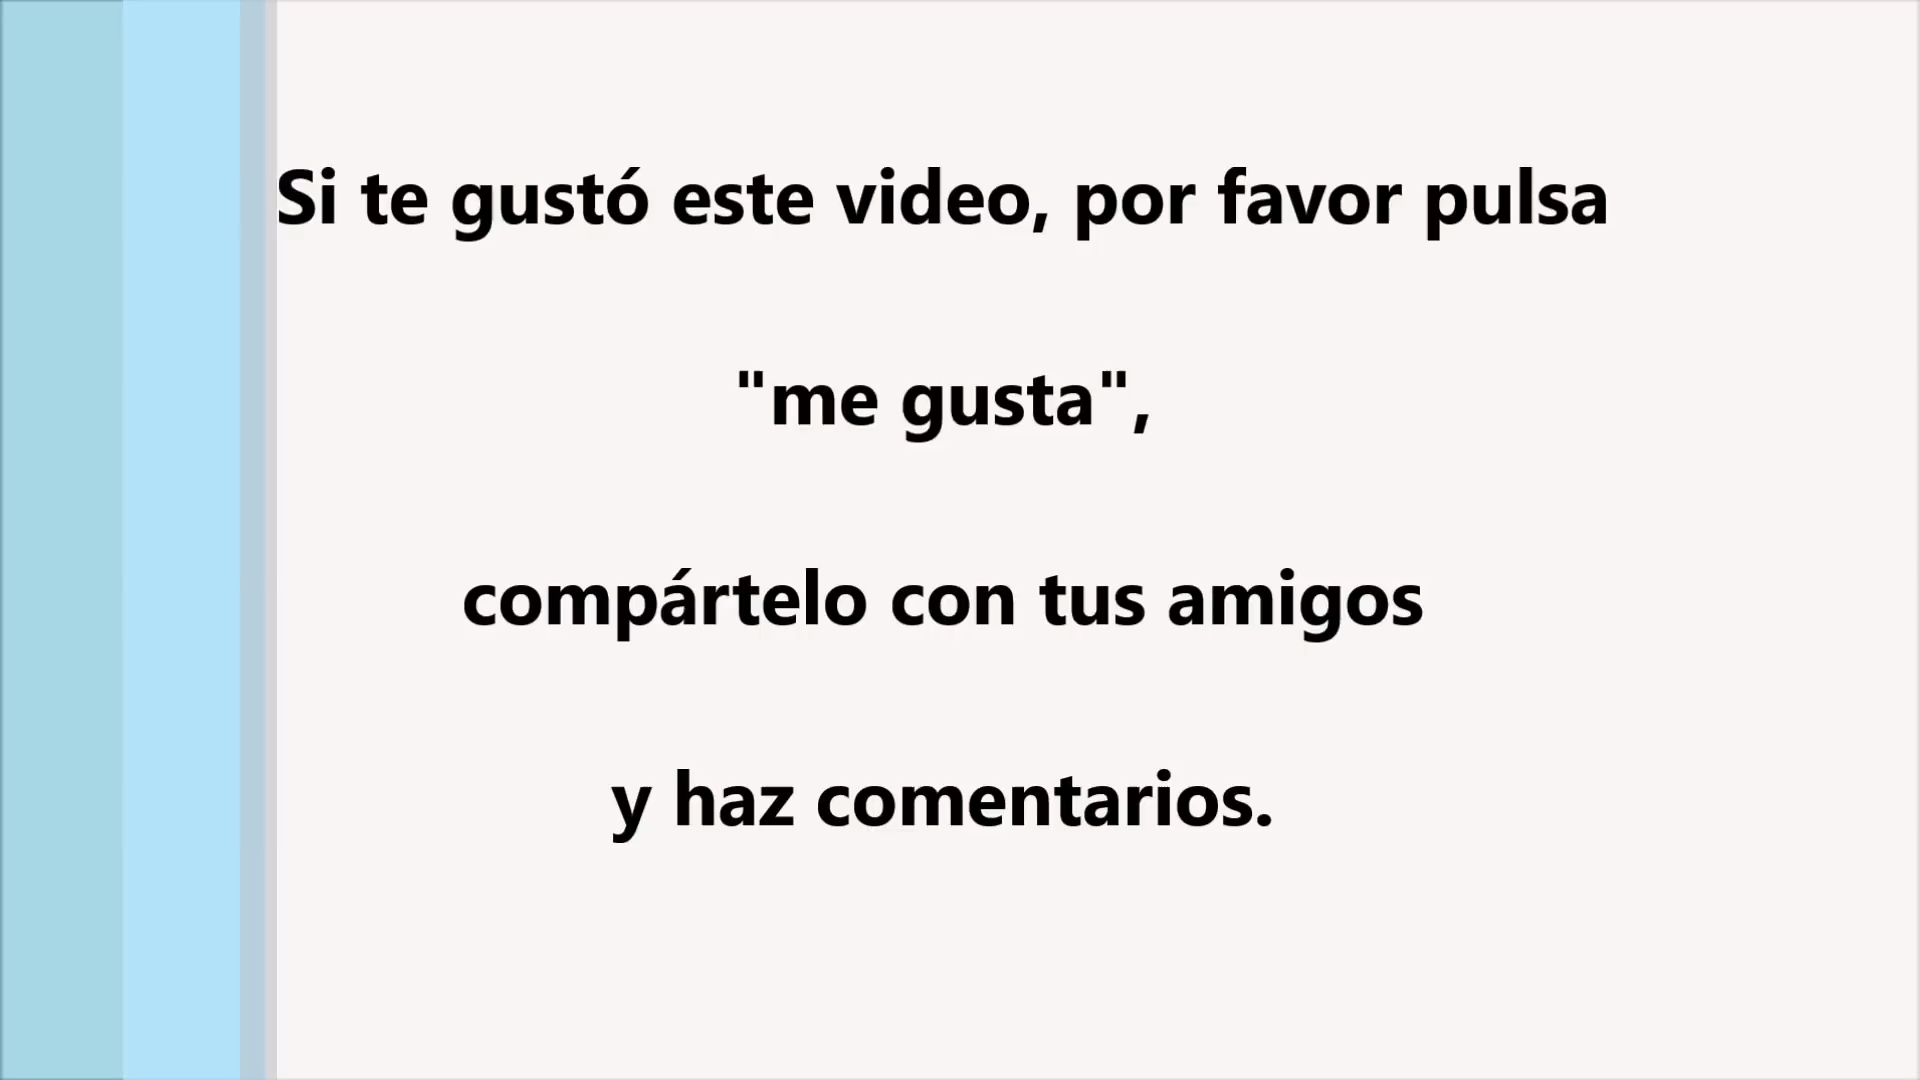 Si te gustó este video, por favor pulsa
"me gusta",
compártelo con tus amigos
y haz comentarios.